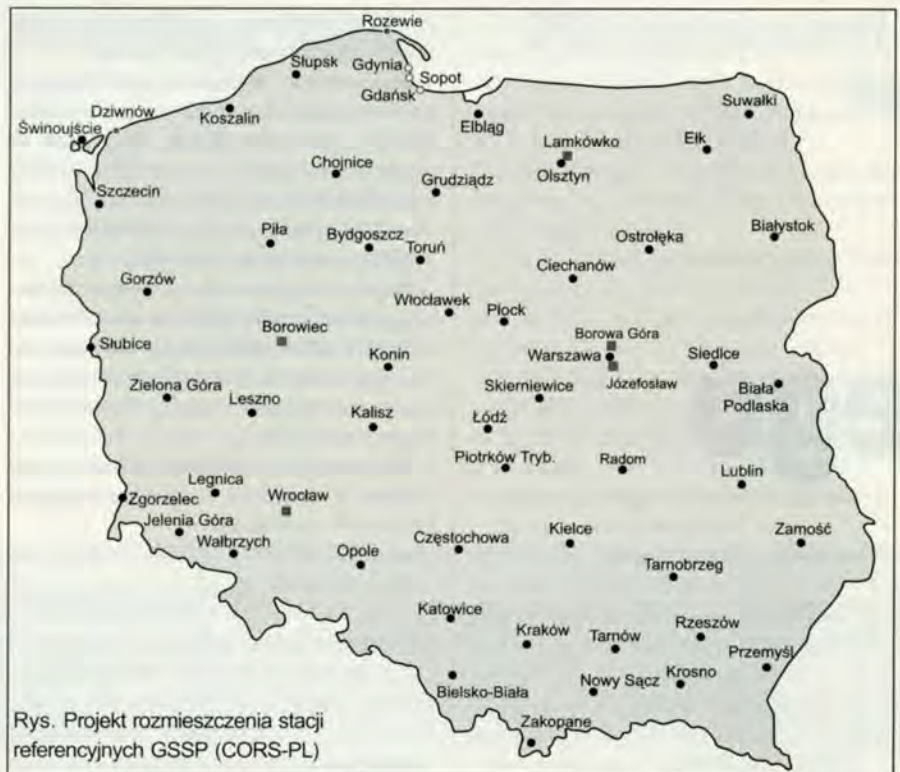 Rozewie
Słupsk
Gdynia
Sopot
Gdańsk
Suwałki
Dziwnów
Koszalin
Elbląg
Świnoujście
Lamkówko
Ełk
Olsztyn
Chojnice
Grudziądz
Szczecin
Piła
Bydgoszcz
Toruń
Ostrołęka
Białystok
Ciechanów
Gorzów
Włocławek
Płock
Borowiec
Borowa Góra
Słubice
Warszawa
Siedlce
Konin
Józefosław
Zielona Góra
Leszno
Skierniewice
Biała
Podlaska
Kalisz
Łódź
Piotrków Tryb.
Radom
Lublin
Legnica
Wrocław
Zgorzelec
Jelenia Góra
Wałbrzych
Opole
Częstochowa
Kielce
Zamość
Tarnobrzeg
Katowice
Kraków
Tarnów
Rzeszów
Przemyśl
Bielsko-Biała
Nowy Sącz
Krosno
Zakopane
Rys. Projekt rozmieszczenia stacji
referencyjnych GSSP (CORS-PL)